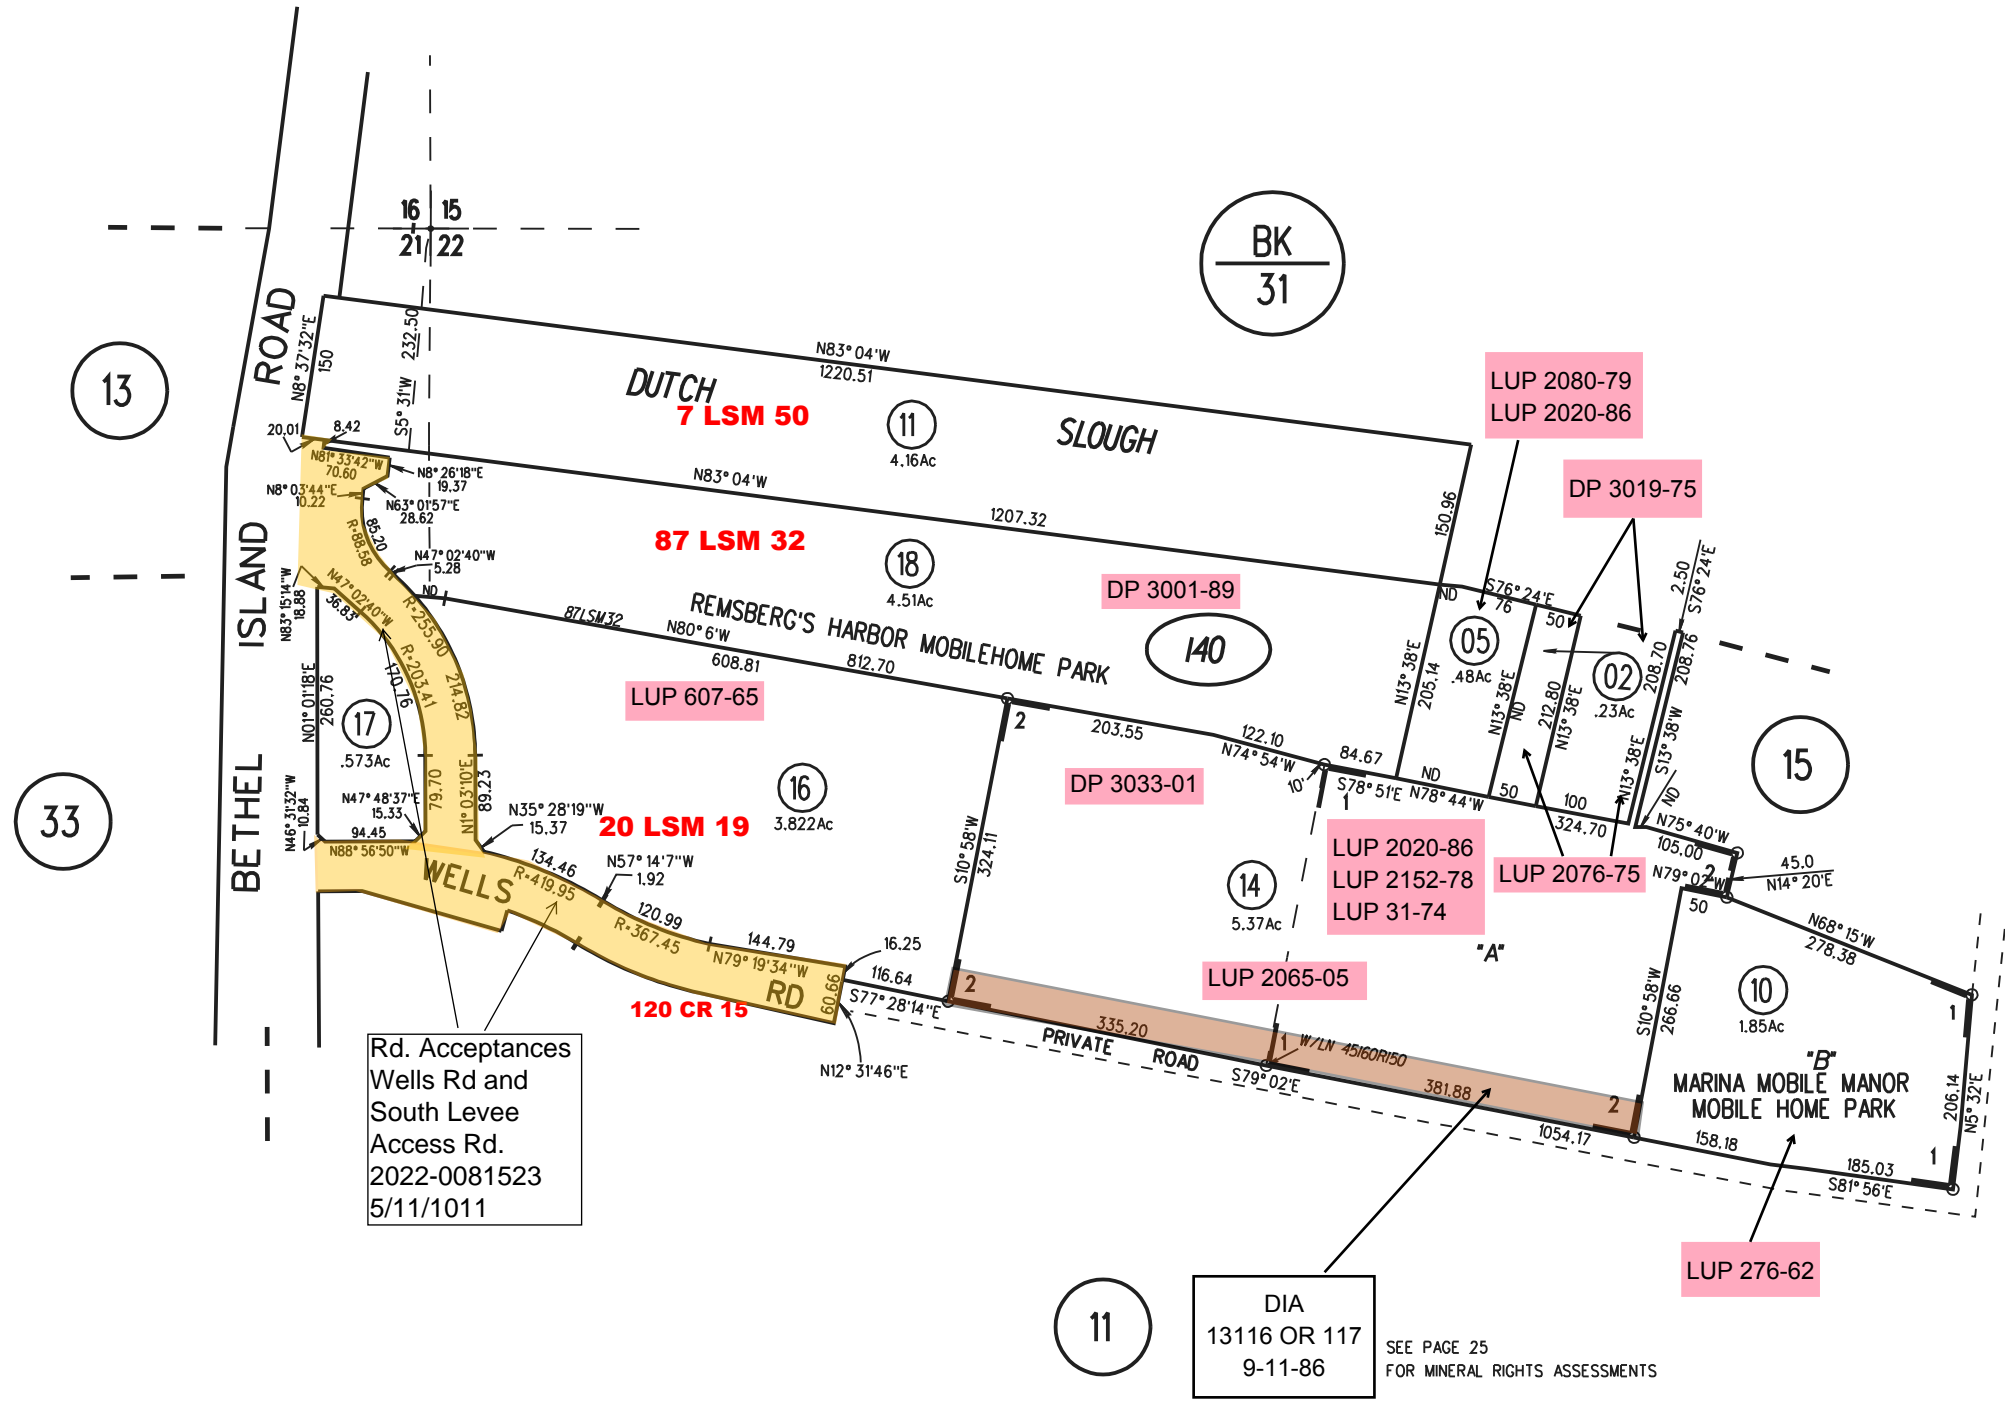 16 15
21 22
BK
31
13
33
15
11
ROAD
ISLAND
BETHEL
N8° 37'32"E
150
S5° 31'W 232.50
N83° 04'W
1220.51
DUTCH
SLOUGH
7 LSM 50
11
4.16Ac
20.01
8.42
N81° 33'42"W
70.60
N8° 26'18"E
19.37
N8° 03'44"E
10.22
N63° 01'57"E
28.62
85.20
R=88.58
N47° 02'40"W
5.28
N83° 04'W
1207.32
150.96
87 LSM 32
18
4.51Ac
DP 3001-89
140
REMSBERG'S HARBOR MOBILEHOME PARK
ND
87LSM32
N80° 6'W
608.81
812.70
LUP 607-65
N83° 15'14"W
18.88
N47° 02'40"W
36.83'
R=255.90
214.82
R=203.41
170.76
N01° 01'18"E
260.76
17
.573Ac
N46° 31'32"W
10.84
N47° 48'37"E
15.33
94.45
N88° 56'50"W
79.70
N1° 03'10"E
89.23
N35° 28'19"W
15.37
20 LSM 19
16
3.822Ac
WELLS
RD
134.46
R=419.95
N57° 14'7"W
1.92
120.99
R=367.45
144.79
N79° 19'34"W
16.25
60.66
120 CR 15
N12° 31'46"E
116.64
S77° 28'14"E
Rd. Acceptances
Wells Rd and
South Levee
Access Rd.
2022-0081523
5/11/1011
LUP 2080-79
LUP 2020-86
DP 3019-75
2.50
S76° 24'E
S76° 24'E
76
50
ND
05
.48Ac
N13° 38'E
205.14
N13° 38'E
ND
212.80
N13° 38'E
02
.23Ac
208.70
208.76
N13° 38'E
S13° 38'W
ND
2
203.55
122.10
N74° 54'W
10'
84.67
S78° 51'E
ND
N78° 44'W
50
100
324.70
DP 3033-01
S10° 58'W
324.11
1
LUP 2020-86
LUP 2152-78
LUP 31-74
LUP 2076-75
14
5.37Ac
"A"
LUP 2065-05
N75° 40'W
105.00
2
45.0
N14° 20'E
N79° 02'W
50
N68° 15'W
278.38
S10° 58'W
266.66
10
1.85Ac
"B"
MARINA MOBILE MANOR
MOBILE HOME PARK
1
206.14
N5° 32'E
1
2
335.20
PRIVATE ROAD
1
W/LN 45160R150
S79° 02'E
381.88
2
1054.17
158.18
185.03
S81° 56'E
LUP 276-62
DIA
13116 OR 117
9-11-86
SEE PAGE 25
FOR MINERAL RIGHTS ASSESSMENTS